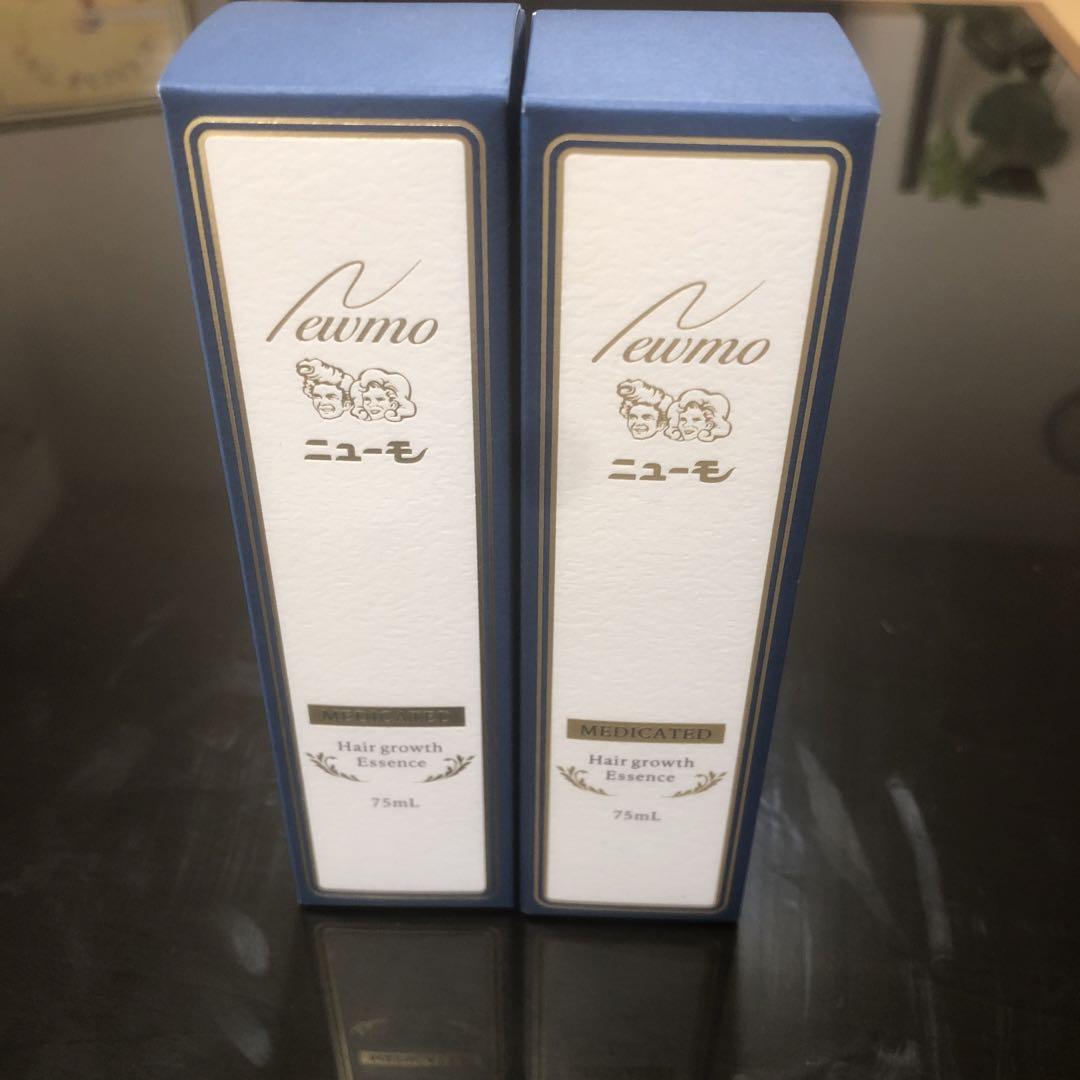 Newmo
ニューモ
MEDICATED
Hair growth
Essence
75mL
Newmo
ニューモ
MEDICATED
Hair growth
Essence
75mL